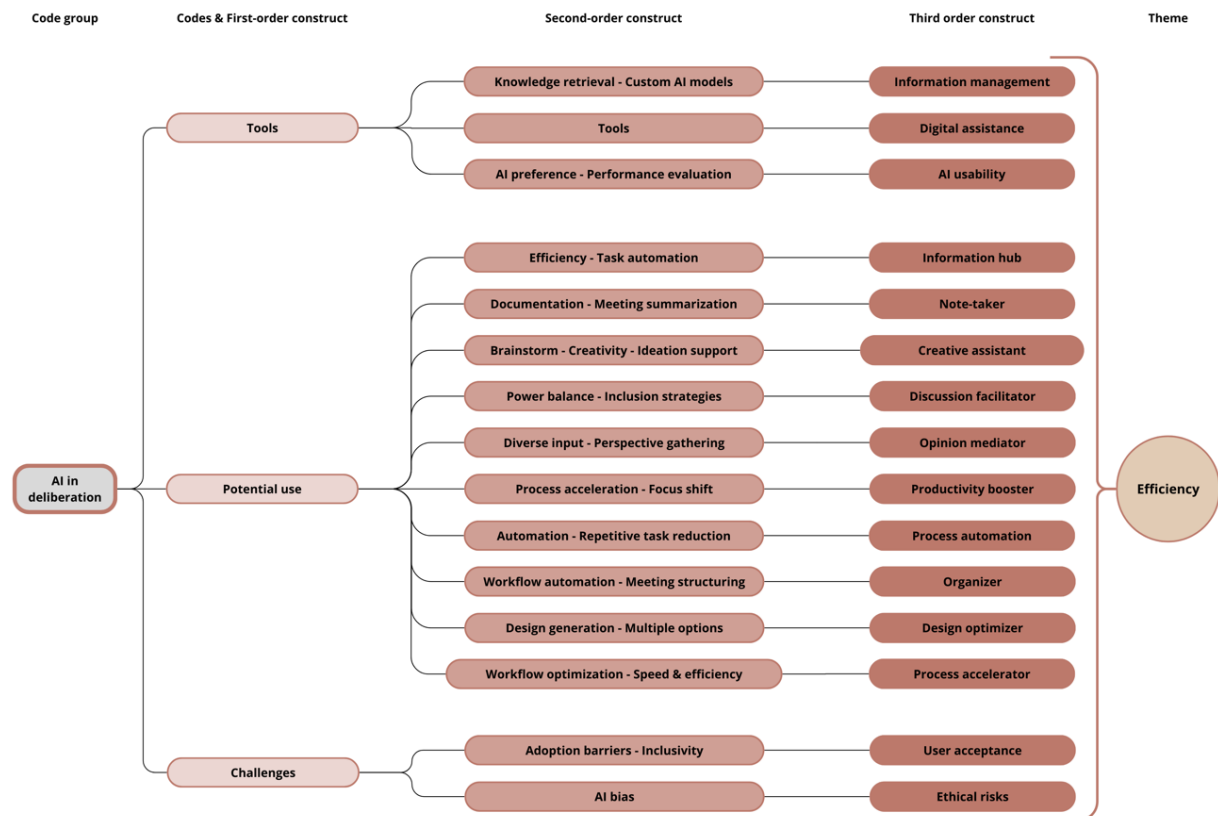 Code group
Codes & First-order construct
Second-order construct
Third order construct
Theme
Knowledge retrieval - Custom AI models
Information management
Tools
Tools
Digital assistance
AI preference - Performance evaluation
AI usability
Efficiency - Task automation
Information hub
Documentation - Meeting summarization
Note-taker
Brainstorm - Creativity - Ideation support
Creative assistant
Power balance - Inclusion strategies
Discussion facilitator
Diverse input - Perspective gathering
Opinion mediator
AI in
deliberation
Potential use
Process acceleration - Focus shift
Productivity booster
Efficiency
Automation - Repetitive task reduction
Process automation
Workflow automation - Meeting structuring
Organizer
Design generation - Multiple options
Design optimizer
Workflow optimization - Speed & efficiency
Process accelerator
Adoption barriers - Inclusivity
User acceptance
Challenges
AI bias
Ethical risks